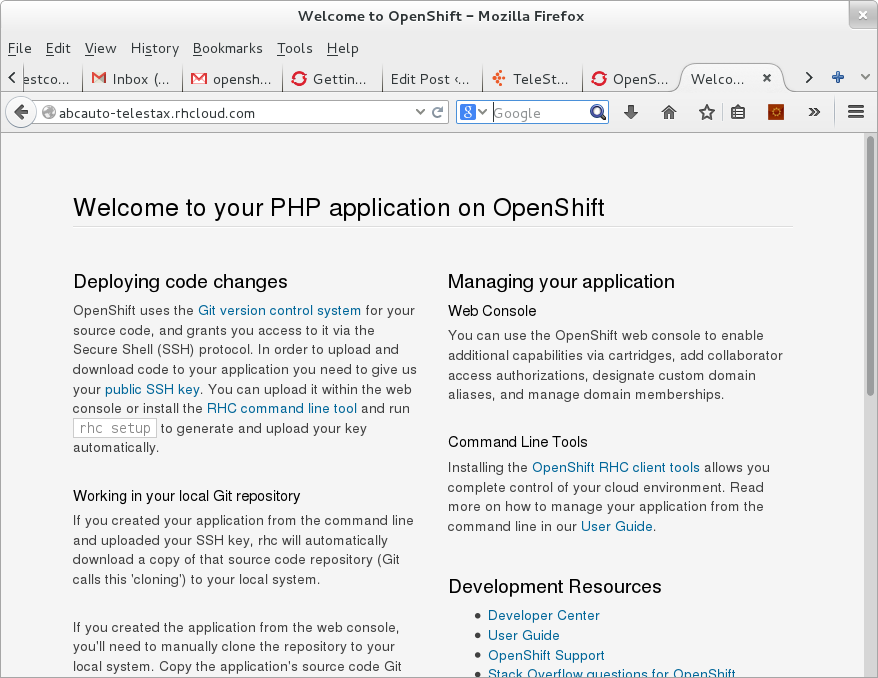 Welcome to OpenShift - Mozilla Firefox
File Edit View History Bookmarks Tools Help
estco... Inbox (... opensh... Gettin... Edit Post ‹... TeleSt... OpenS... Welco...
abcauto-telestax.rhcloud.com
Google
Welcome to your PHP application on OpenShift
Deploying code changes
OpenShift uses the Git version control system for your
source code, and grants you access to it via the
Secure Shell (SSH) protocol. In order to upload and
download code to your application you need to give us
your public SSH key. You can upload it within the web
console or install the RHC command line tool and run
rhc setup to generate and upload your key
automatically.
Working in your local Git repository
If you created your application from the command line
and uploaded your SSH key, rhc will automatically
download a copy of that source code repository (Git
calls this 'cloning') to your local system.
If you created the application from the web console,
you'll need to manually clone the repository to your
local system. Copy the application's source code Git
Managing your application
Web Console
You can use the OpenShift web console to enable
additional capabilities via cartridges, add collaborator
access authorizations, designate custom domain
aliases, and manage domain memberships.
Command Line Tools
Installing the OpenShift RHC client tools allows you
complete control of your cloud environment. Read
more on how to manage your application from the
command line in our User Guide.
Development Resources
• Developer Center
• User Guide
• OpenShift Support
• Stack Overflow questions for OpenShift